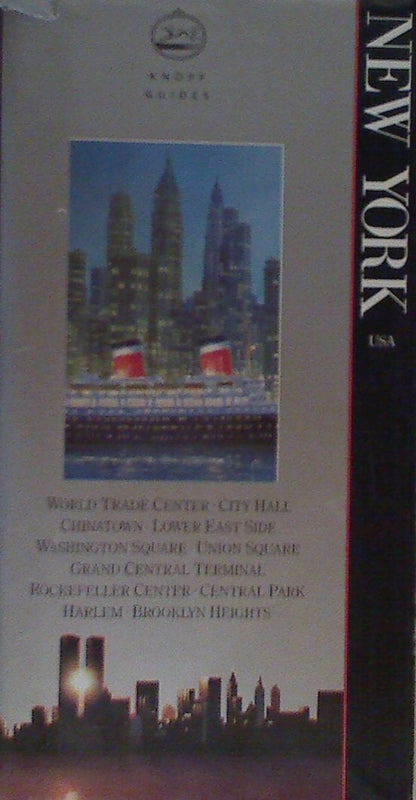 KNOPF
GUIDES
NEW YORK
USA
WORLD TRADE CENTER · CITY HALL
CHINATOWN · LOWER EAST SIDE
WASHINGTON SQUARE · UNION SQUARE
GRAND CENTRAL TERMINAL
ROCKEFELLER CENTER · CENTRAL PARK
HARLEM · BROOKLYN HEIGHTS